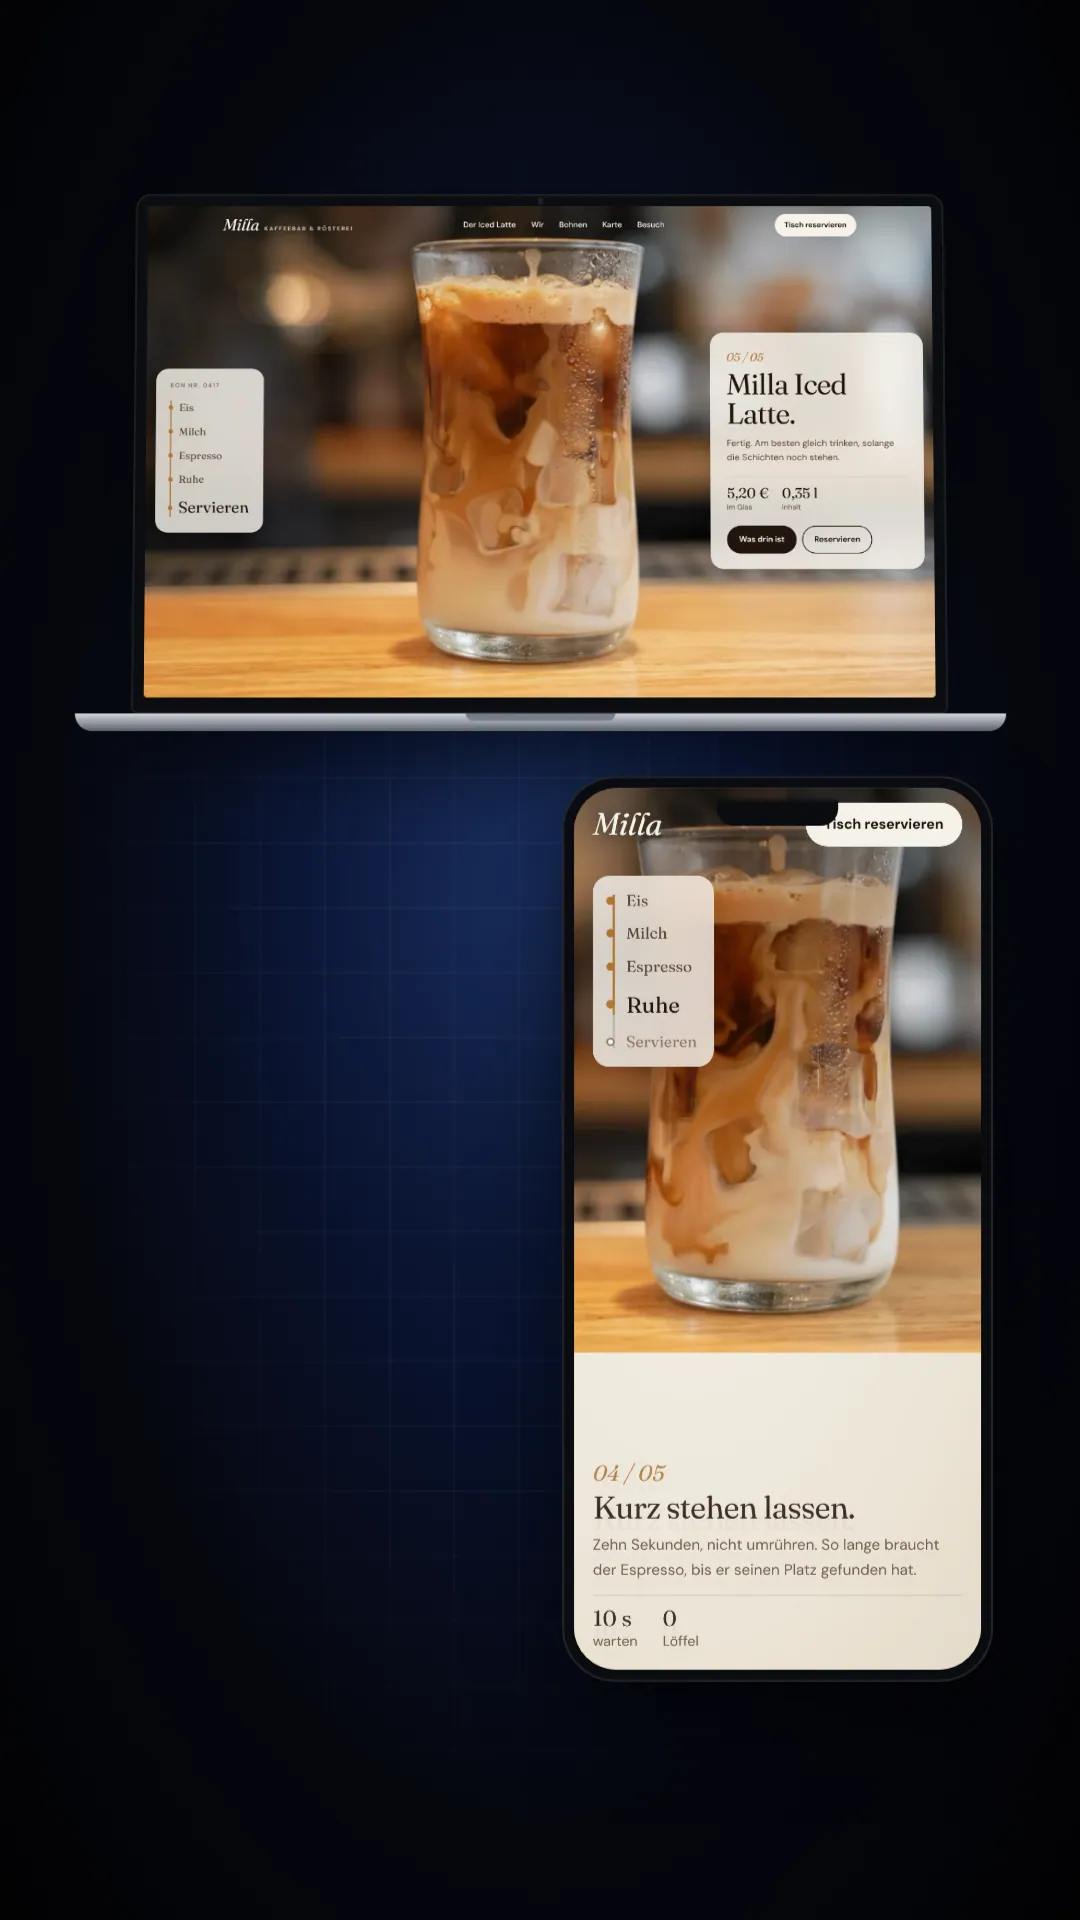 Milla KAFFEEBAR & RÖSTEREI
Der Iced Latte Wir Bohnen Karte Besuch
Tisch reservieren
BON NR. 0417
Eis
Milch
Espresso
Ruhe
Servieren
05 / 05
Milla Iced
Latte.
Fertig. Am besten gleich trinken, solange
die Schichten noch stehen.
5,20 € 0,35 l
im Glas Inhalt
Was drin ist Reservieren
Milla
Tisch reservieren
Eis
Milch
Espresso
Ruhe
Servieren
04 / 05
Kurz stehen lassen.
Zehn Sekunden, nicht umrühren. So lange braucht
der Espresso, bis er seinen Platz gefunden hat.
10 s 0
warten Löffel